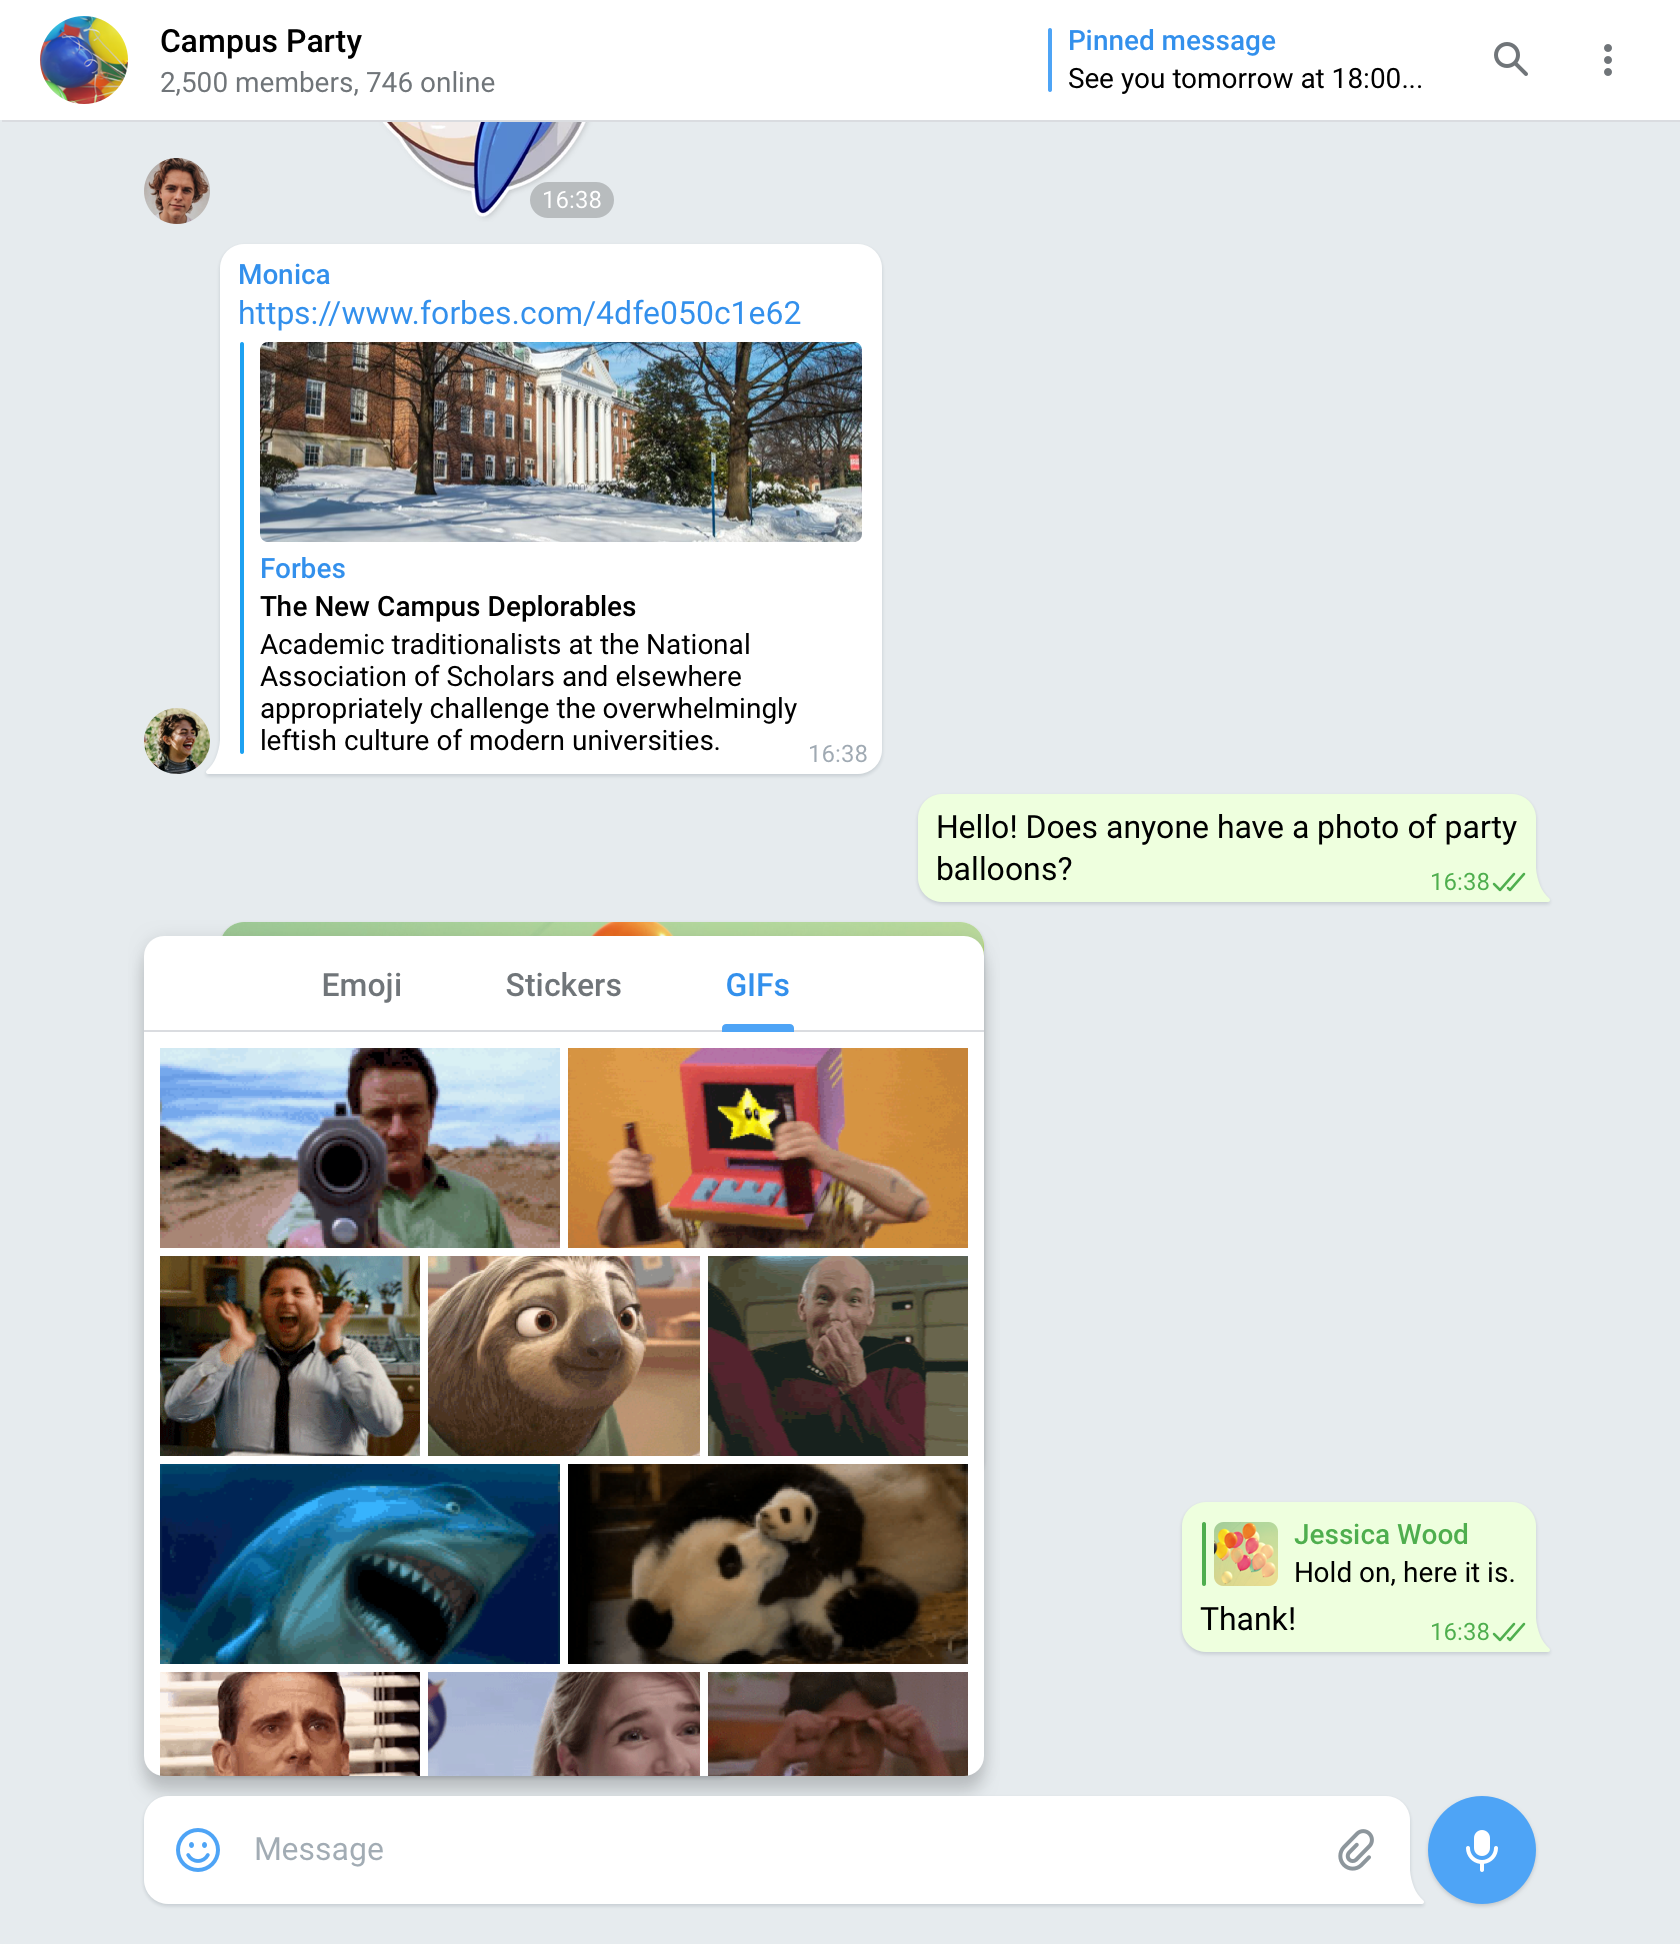 Campus Party
2,500 members, 746 online
Pinned message
See you tomorrow at 18:00...
16:38
Monica
https://www.forbes.com/4dfe050c1e62
Forbes
The New Campus Deplorables
Academic traditionalists at the National
Association of Scholars and elsewhere
appropriately challenge the overwhelmingly
leftish culture of modern universities.
16:38
Hello! Does anyone have a photo of party
balloons?
16:38
Emoji
Stickers
GIFs
Jessica Wood
Hold on, here it is.
Thank!
16:38
Message